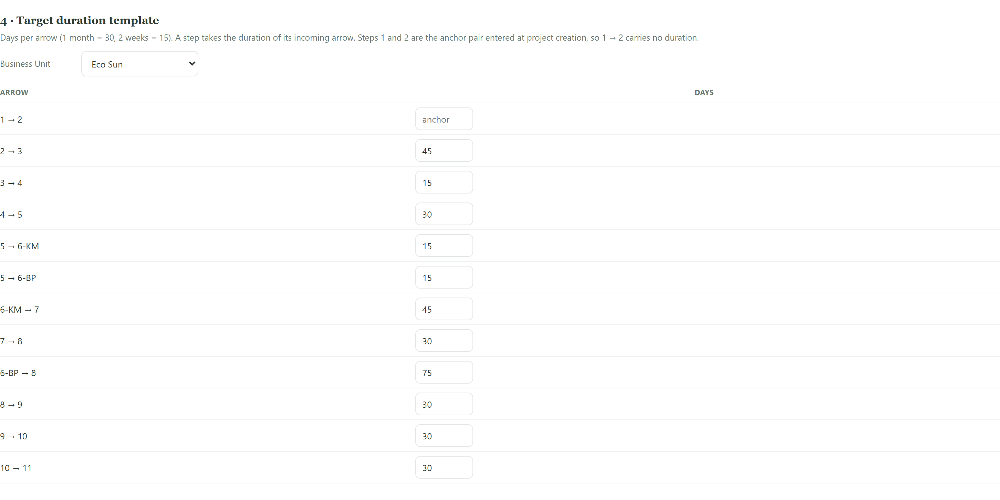 4 · Target duration template
Days per arrow (1 month = 30, 2 weeks = 15). A step takes the duration of its incoming arrow. Steps 1 and 2 are the anchor pair entered at project creation, so 1 → 2 carries no duration.
Business Unit Eco Sun
ARROW DAYS
1 → 2 anchor
2 → 3 45
3 → 4 15
4 → 5 30
5 → 6-KM 15
5 → 6-BP 15
6-KM → 7 45
7 → 8 30
6-BP → 8 75
8 → 9 30
9 → 10 30
10 → 11 30